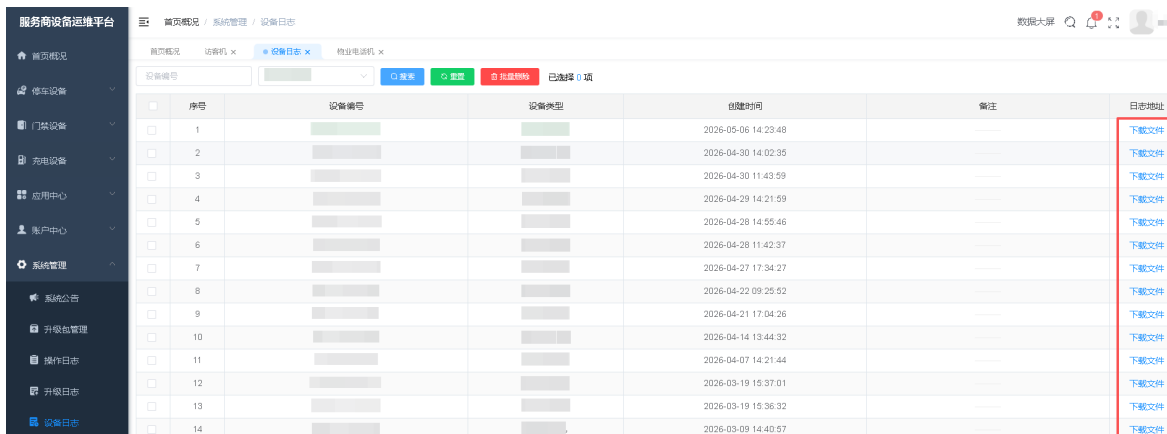 服务商设备运维平台
首页概况 / 系统管理 / 设备日志
数据大屏
1
首页概况
停车设备
门禁设备
充电设备
应用中心
账户中心
系统管理
系统公告
升级包管理
操作日志
升级日志
设备日志
首页概况 访客机 × 设备日志 × 物业电话机 ×
设备编号 搜索 重置 批量删除 已选择 0 项
序号 设备编号 设备类型 创建时间 备注 日志地址
1 2026-05-06 14:23:48 下载文件
2 2026-04-30 14:02:35 下载文件
3 2026-04-30 11:43:59 下载文件
4 2026-04-29 14:21:59 下载文件
5 2026-04-28 14:55:46 下载文件
6 2026-04-28 11:42:37 下载文件
7 2026-04-27 17:34:27 下载文件
8 2026-04-22 09:25:52 下载文件
9 2026-04-21 17:04:26 下载文件
10 2026-04-14 13:44:32 下载文件
11 2026-04-07 14:21:44 下载文件
12 2026-03-19 15:37:01 下载文件
13 2026-03-19 15:36:32 下载文件
14 2026-03-09 14:40:57 下载文件